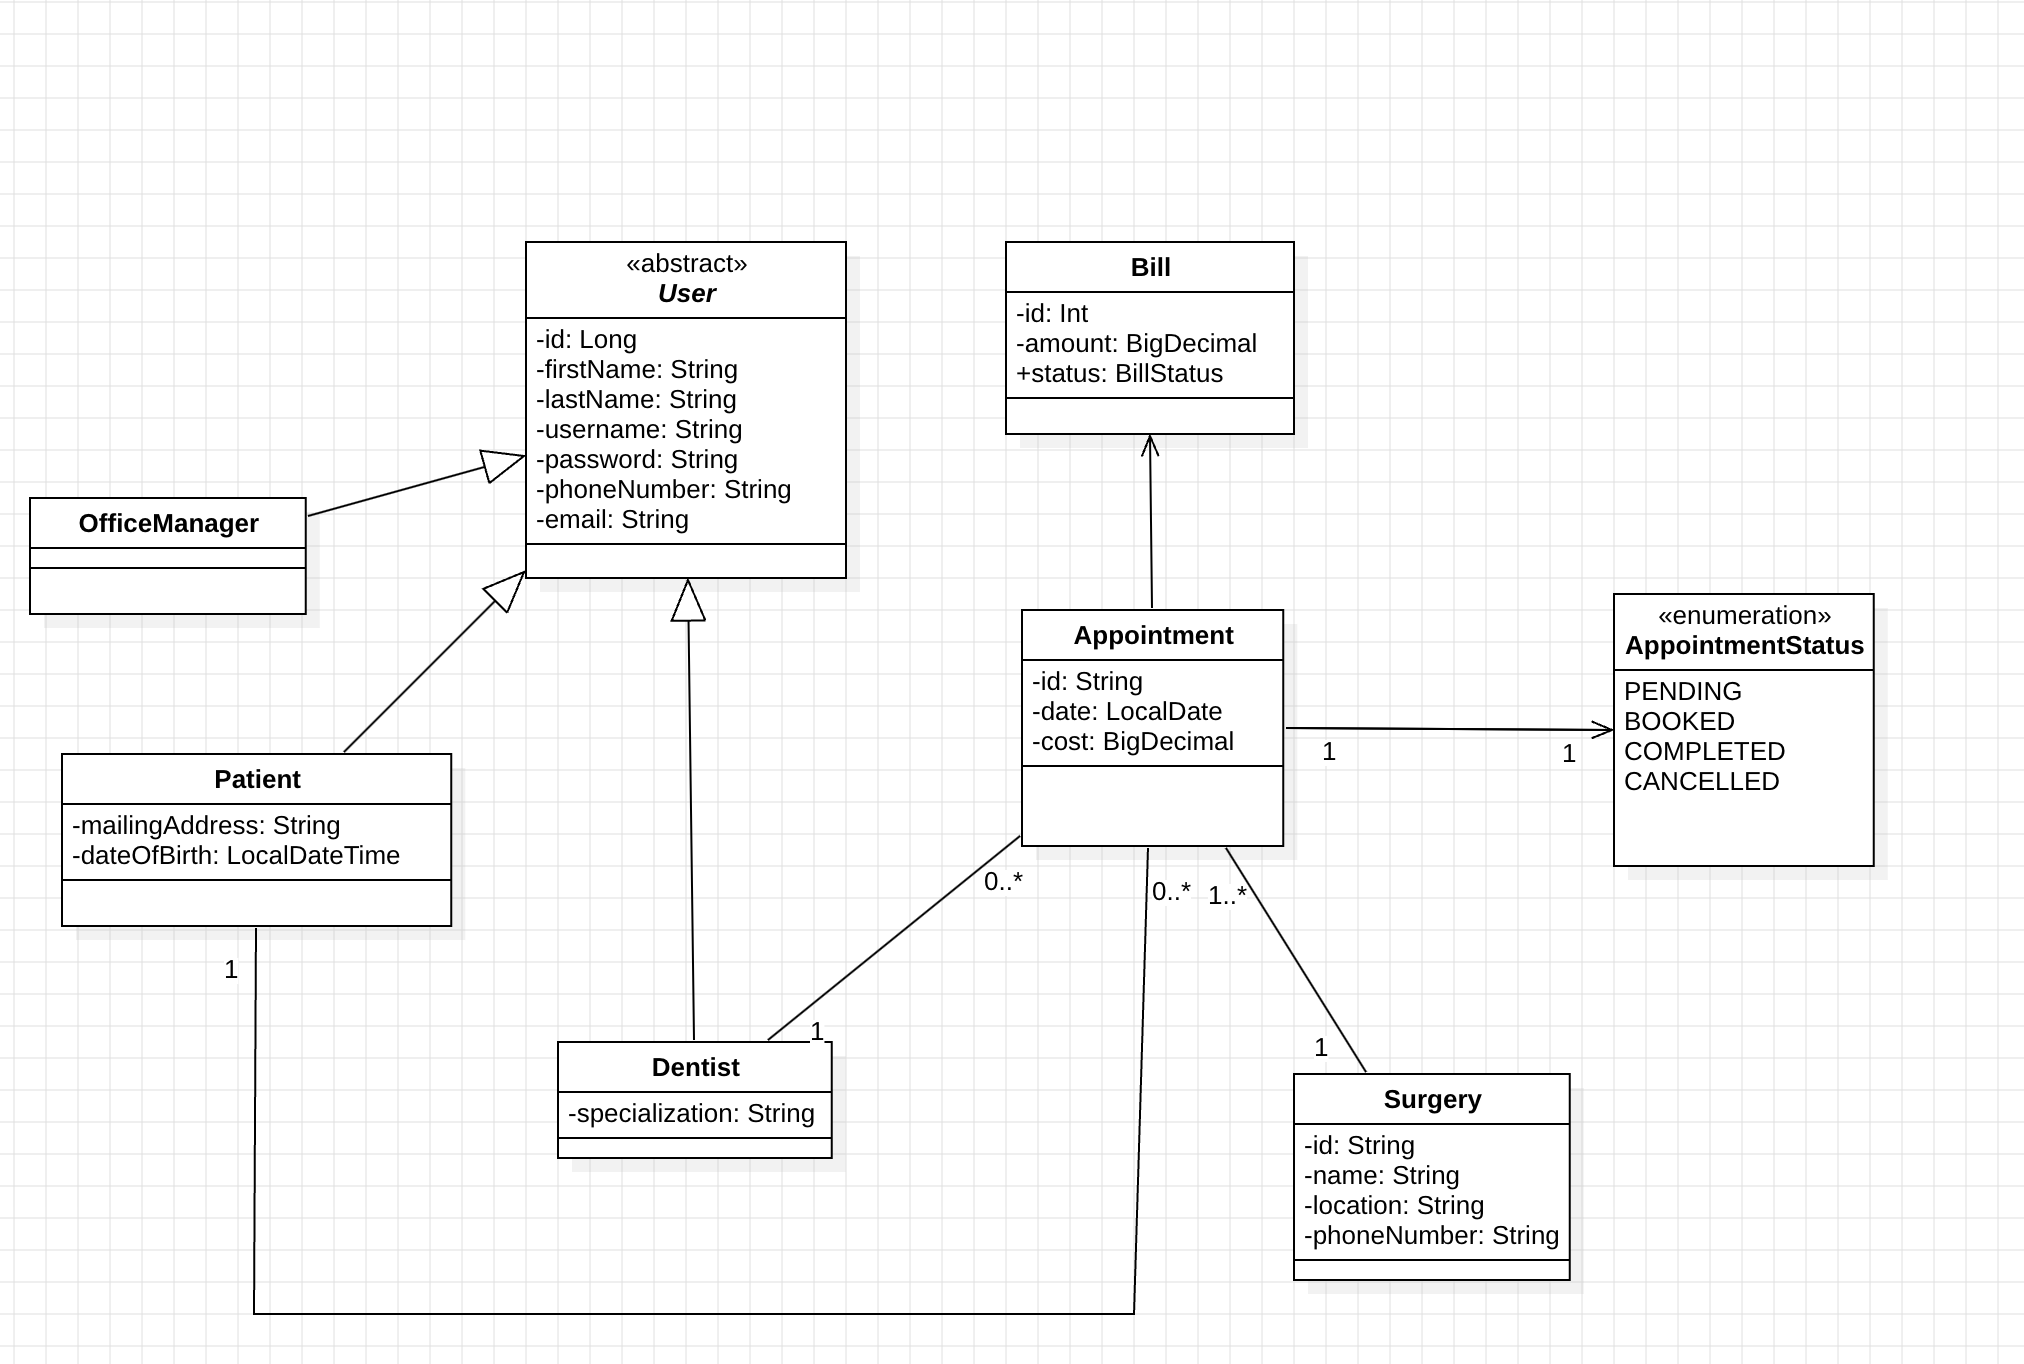 «abstract»
User
-id: Long
-firstName: String
-lastName: String
-username: String
-password: String
-phoneNumber: String
-email: String
Bill
-id: Int
-amount: BigDecimal
+status: BillStatus
OfficeManager
Appointment
-id: String
-date: LocalDate
-cost: BigDecimal
«enumeration»
AppointmentStatus
PENDING
BOOKED
COMPLETED
CANCELLED
1
1
Patient
-mailingAddress: String
-dateOfBirth: LocalDateTime
0..*
0..*
1..*
1
1
1
Dentist
-specialization: String
Surgery
-id: String
-name: String
-location: String
-phoneNumber: String